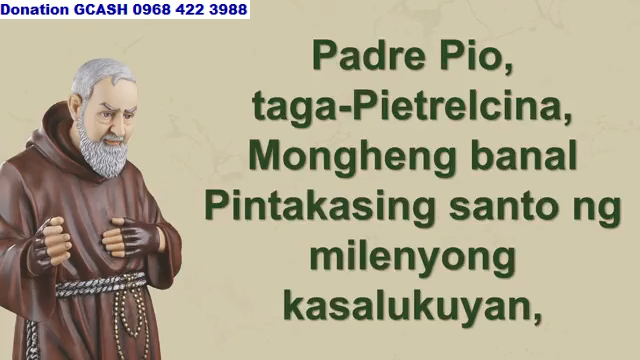 Donation GCASH 0968 422 3988
Padre Pio,
taga-Pietrelcina,
Mongheng banal
Pintakasing santo ng
milenyong
kasalukuyan,